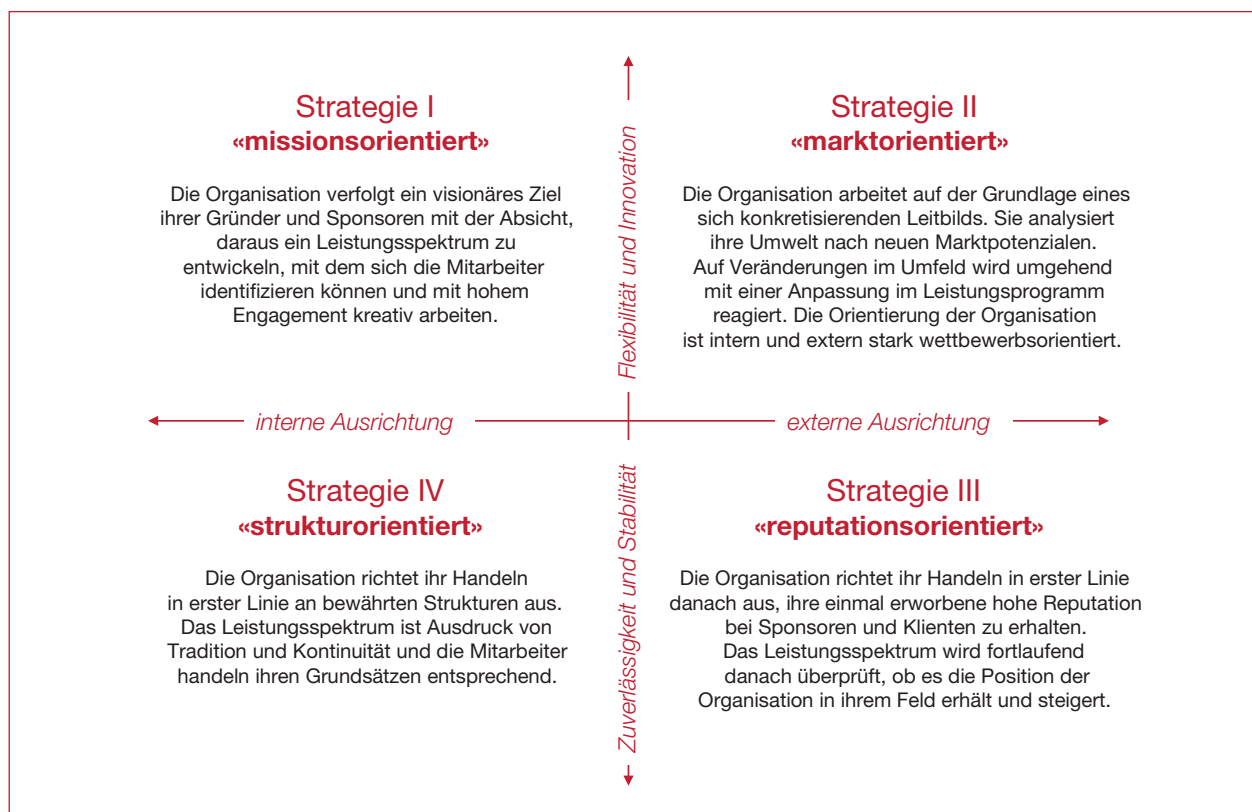 Strategie I
«missionsorientiert»
Die Organisation verfolgt ein visionäres Ziel
ihrer Gründer und Sponsoren mit der Absicht,
daraus ein Leistungsspektrum zu
entwickeln, mit dem sich die Mitarbeiter
identifizieren können und mit hohem
Engagement kreativ arbeiten.
Flexibilität und Innovation
Strategie II
«marktorientiert»
Die Organisation arbeitet auf der Grundlage eines
sich konkretisierenden Leitbilds. Sie analysiert
ihre Umwelt nach neuen Marktpotenzialen.
Auf Veränderungen im Umfeld wird umgehend
mit einer Anpassung im Leistungsprogramm
reagiert. Die Orientierung der Organisation
ist intern und extern stark wettbewerbsorientiert.
interne Ausrichtung
externe Ausrichtung
Strategie IV
«strukturorientiert»
Die Organisation richtet ihr Handeln
in erster Linie an bewährten Strukturen aus.
Das Leistungsspektrum ist Ausdruck von
Tradition und Kontinuität und die Mitarbeiter
handeln ihren Grundsätzen entsprechend.
Zuverlässigkeit und Stabilität
Strategie III
«reputationsorientiert»
Die Organisation richtet ihr Handeln in erster Linie
danach aus, ihre einmal erworbene hohe Reputation
bei Sponsoren und Klienten zu erhalten.
Das Leistungsspektrum wird fortlaufend
danach überprüft, ob es die Position der
Organisation in ihrem Feld erhält und steigert.